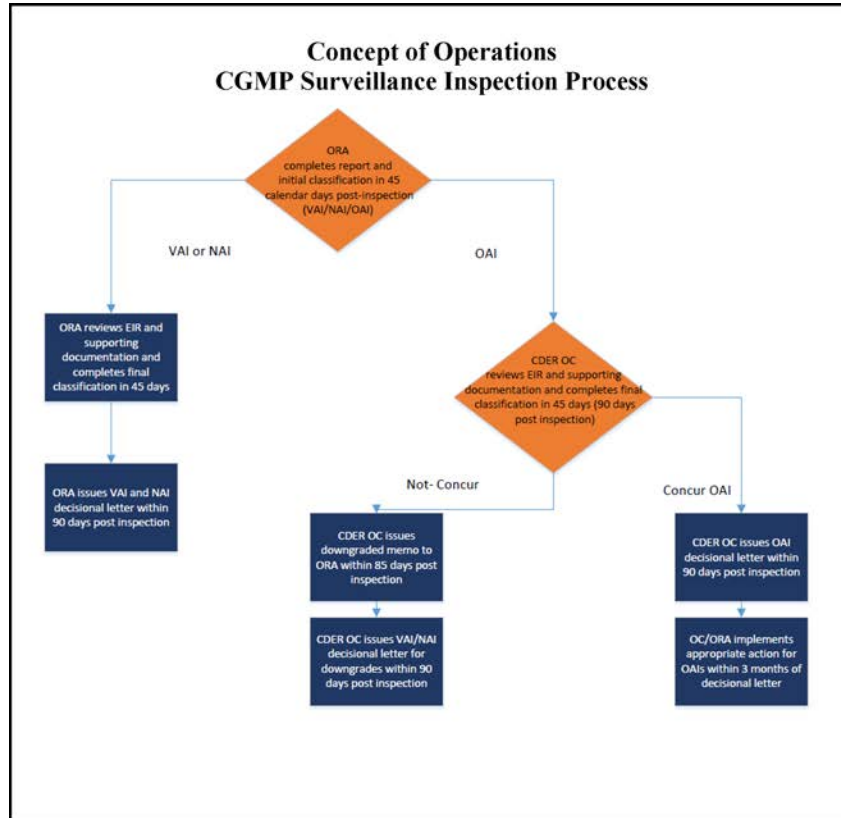 Concept of Operations
CGMP Surveillance Inspection Process
ORA
completes report and
initial classification in 45
calendar days post-inspection
(VAI/NAI/OAI)
VAI or NAI
OAI
ORA reviews EIR and
supporting
documentation and
completes final
classification in 45 days
CDER OC
reviews EIR and supporting
documentation and completes final
classification in 45 days (90 days
post inspection)
ORA issues VAI and NAI
decisional letter within
90 days post inspection
Not- Concur
Concur OAI
CDER OC issues
downgraded memo to
ORA within 85 days post
inspection
CDER OC issues OAI
decisional letter within
90 days post inspection
CDER OC issues VAI/NAI
decisional letter for
downgrades within 90
days post inspection
OC/ORA implements
appropriate action for
OAIs within 3 months of
decisional letter